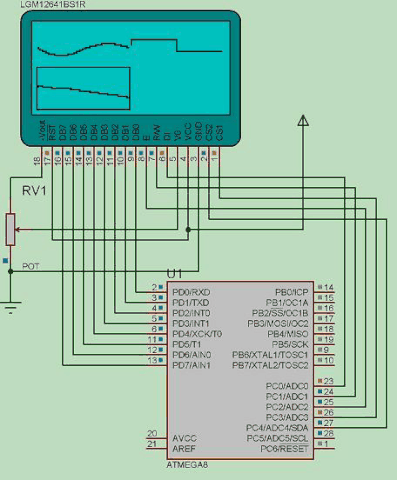 LGM12641BS1R
-Vout
RST
DB7
DB6
DB5
DB4
DB3
DB2
DB1
DB0
E
R/W
DI
V0
VCC
GND
CS2
CS1
18 17 16 15 14 13 12 11 10 9 8 7 6 5 4 3 2 1
RV1
POT
U1
2 PD0/RXD PB0/ICP 14
3 PD1/TXD PB1/OC1A 15
4 PD2/INT0 PB2/SS/OC1B 16
5 PD3/INT1 PB3/MOSI/OC2 17
6 PD4/XCK/T0 PB4/MISO 18
11 PD5/T1 PB5/SCK 19
12 PD6/AIN0 PB6/XTAL1/TOSC1 9
13 PD7/AIN1 PB7/XTAL2/TOSC2 10
PC0/ADC0 23
PC1/ADC1 24
PC2/ADC2 25
PC3/ADC3 26
PC4/ADC4/SDA 27
20 AVCC PC5/ADC5/SCL 28
21 AREF PC6/RESET 1
ATMEGA8